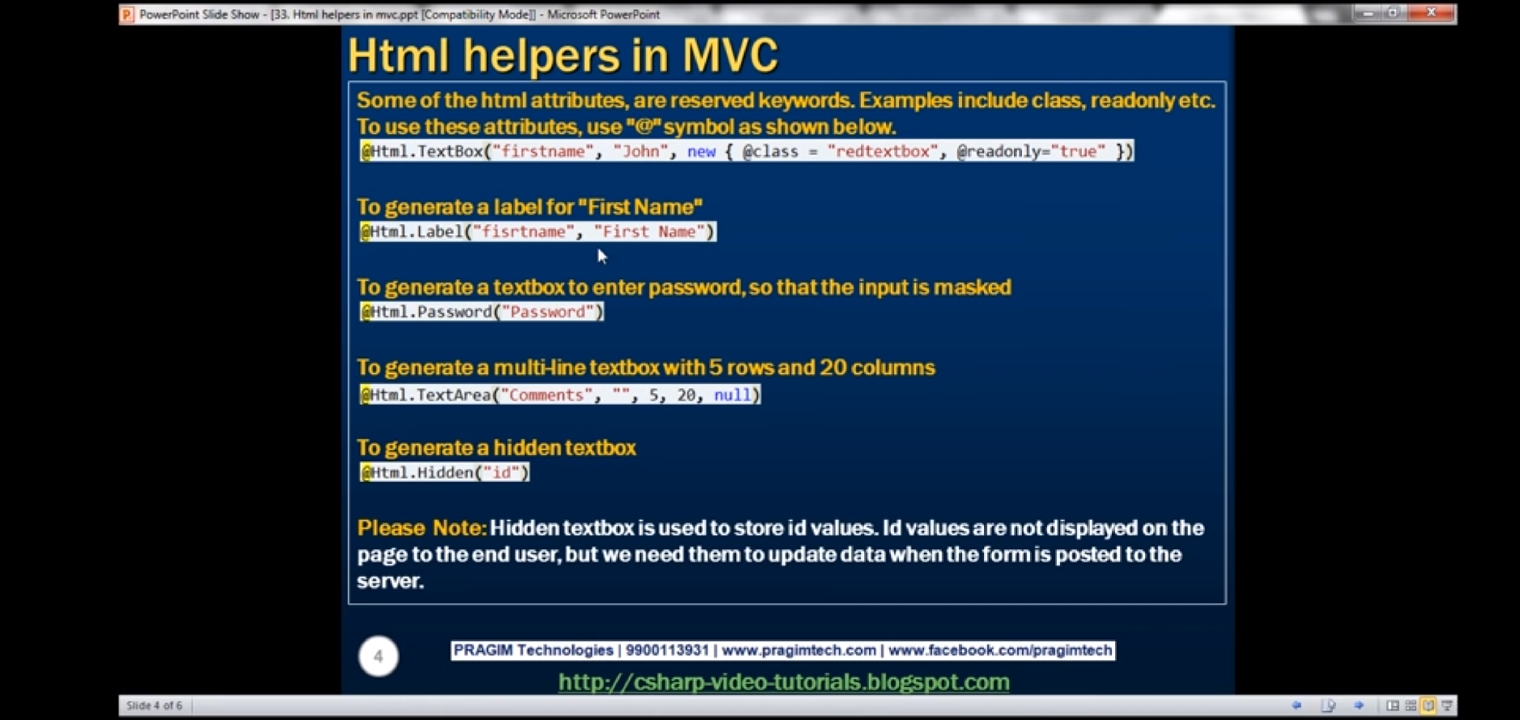 PowerPoint Slide Show - [33. Html helpers in mvc.ppt [Compatibility Mode]] - Microsoft PowerPoint
Html helpers in MVC
Some of the html attributes, are reserved keywords. Examples include class, readonly etc.
To use these attributes, use "@" symbol as shown below.
@Html.TextBox("firstname", "John", new { @class = "redtextbox", @readonly="true" })
To generate a label for "First Name"
@Html.Label("fisrtname", "First Name")
To generate a textbox to enter password, so that the input is masked
@Html.Password("Password")
To generate a multi-line textbox with 5 rows and 20 columns
@Html.TextArea("Comments", "", 5, 20, null)
To generate a hidden textbox
@Html.Hidden("id")
Please Note: Hidden textbox is used to store id values. Id values are not displayed on the
page to the end user, but we need them to update data when the form is posted to the
server.
4
PRAGIM Technologies | 9900113931 | www.pragimtech.com | www.facebook.com/pragimtech
http://csharp-video-tutorials.blogspot.com
Slide 4 of 6